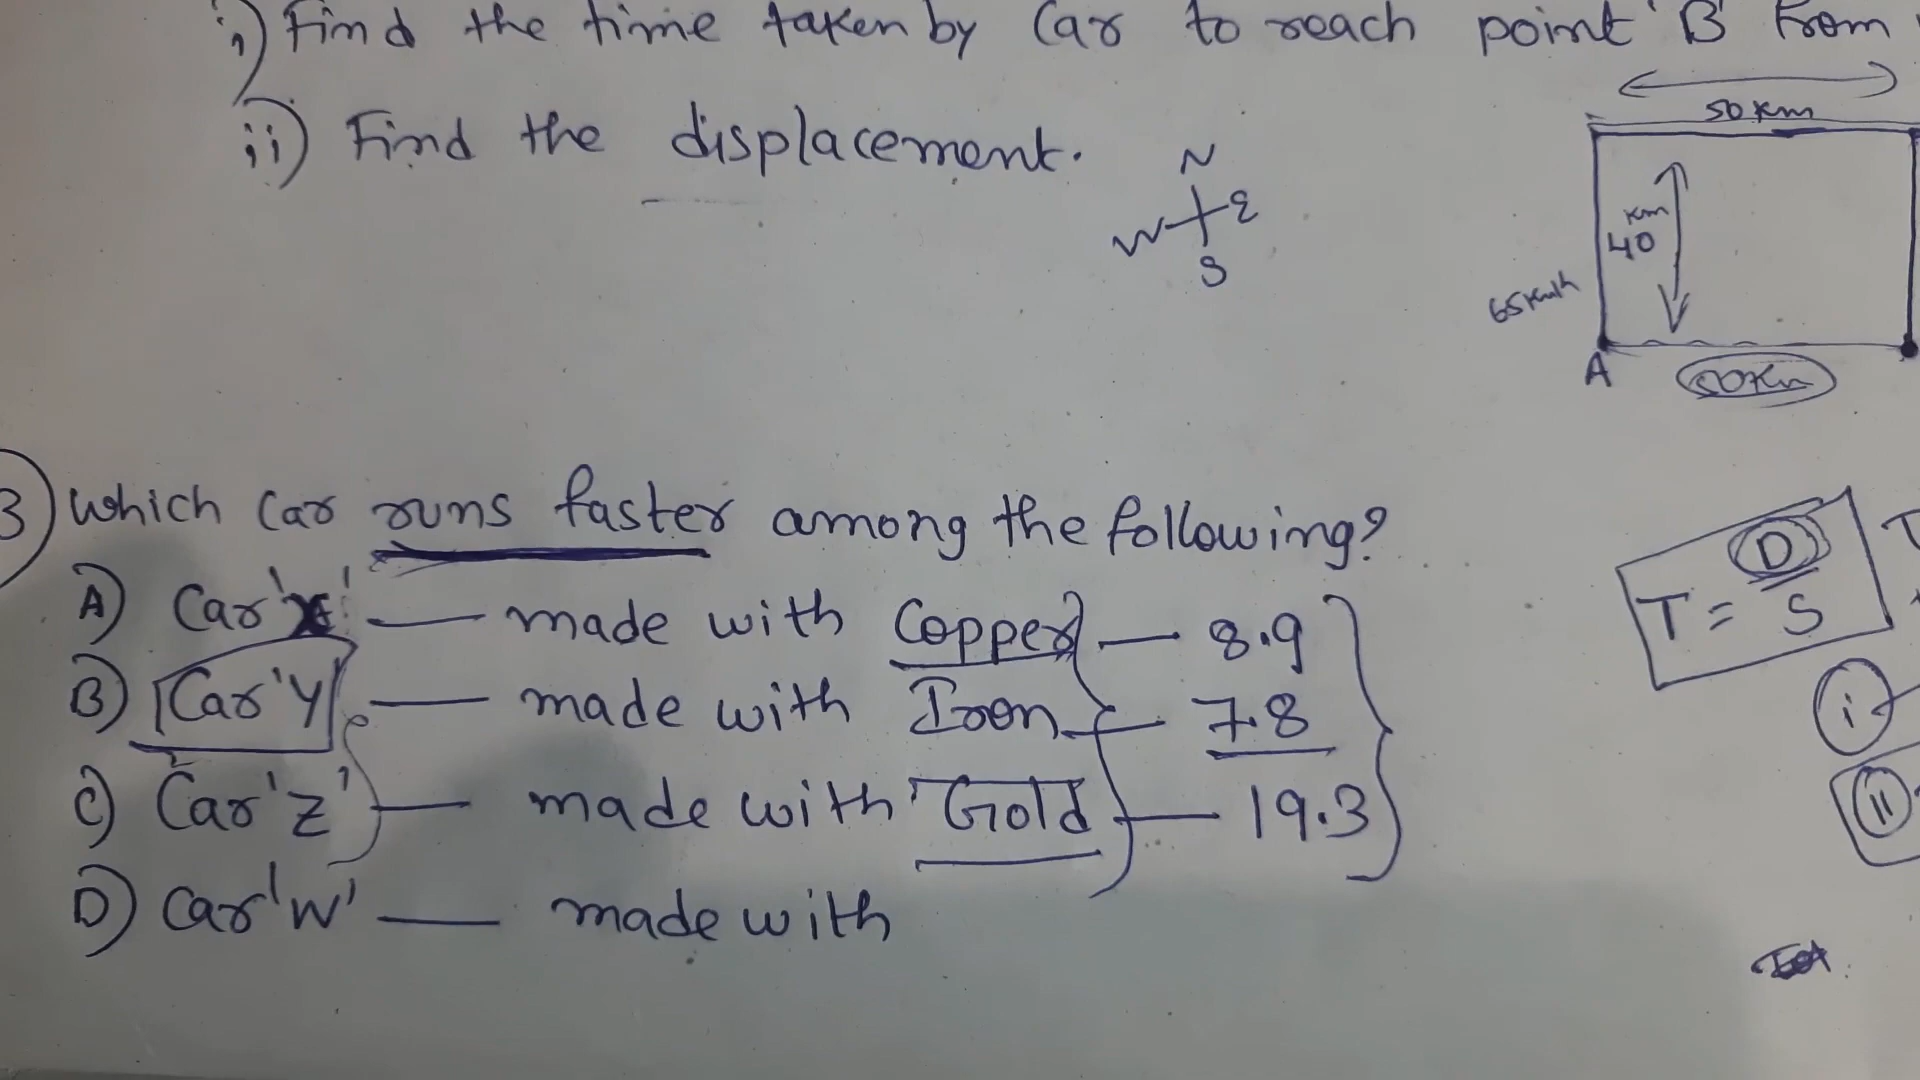 i) Find the time taken by Car to reach point 'B' from
ii) Find the displacement.
N
W E
S
50 km
km
40
65 km/h
A
3) which car runs faster among the following?
A) Car 'X' — made with Copper — 8.9
B) Car 'Y' — made with Iron — 7.8
C) Car 'Z' — made with Gold — 19.3
D) Car 'W' — made with
T = D
S
i
ii